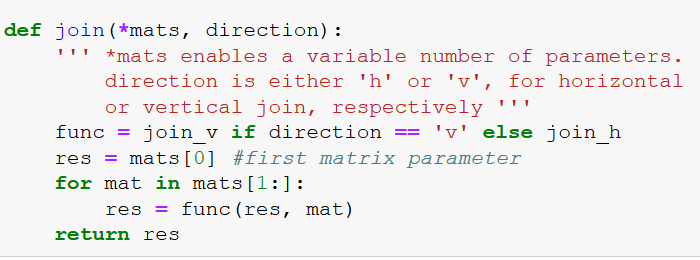 def join(*mats, direction):
    ''' *mats enables a variable number of parameters.
        direction is either 'h' or 'v', for horizontal
        or vertical join, respectively '''
    func = join_v if direction == 'v' else join_h
    res = mats[0] #first matrix parameter
    for mat in mats[1:]:
        res = func(res, mat)
    return res